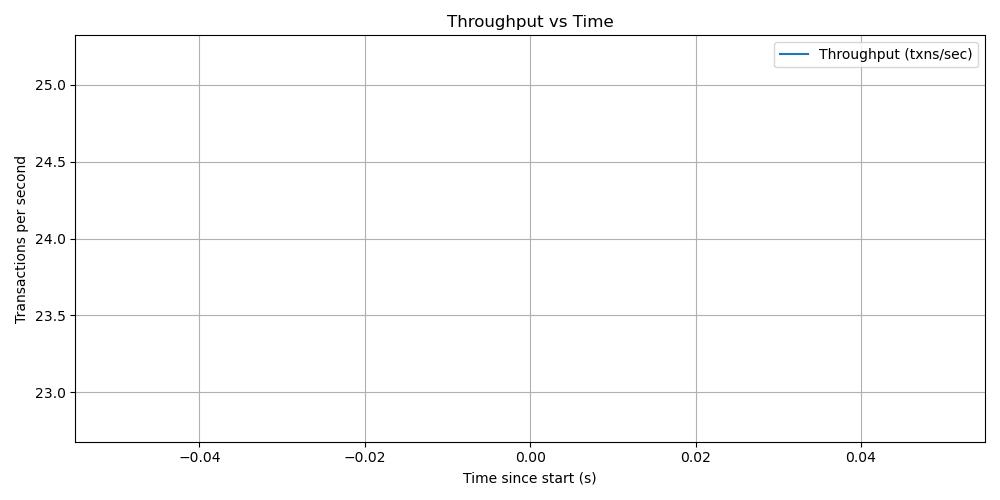 Throughput vs Time
Throughput (txns/sec)
25.0
24.5
24.0
23.5
23.0
Transactions per second
−0.04
−0.02
0.00
0.02
0.04
Time since start (s)